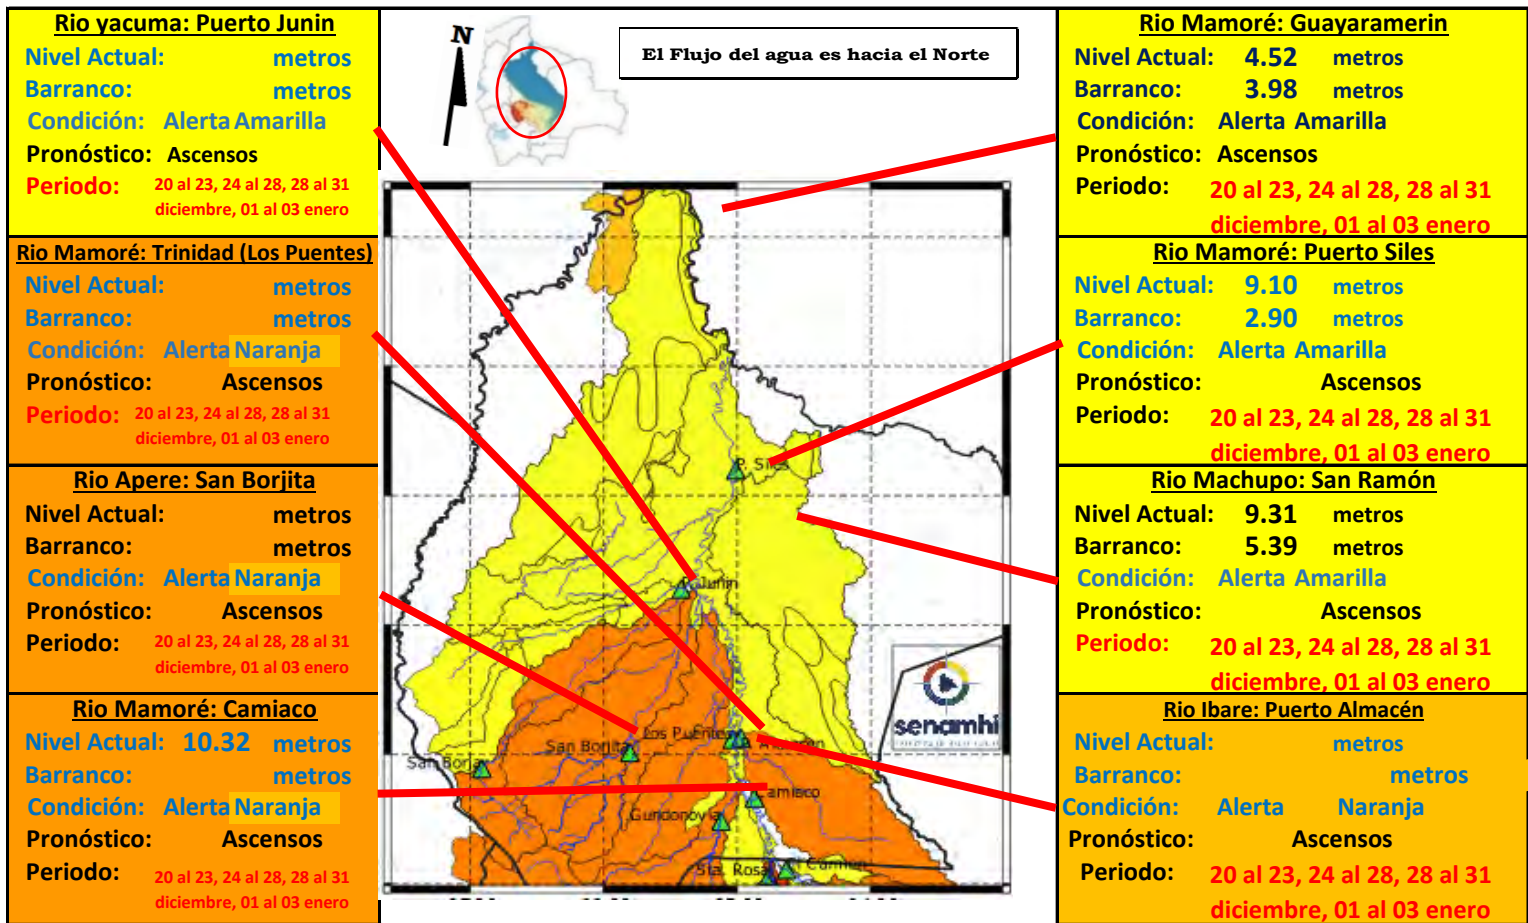 Rio yacuma: Puerto Junin
Nivel Actual: metros
Barranco: metros
Condición: Alerta Amarilla
Pronóstico: Ascensos
Periodo: 20 al 23, 24 al 28, 28 al 31
diciembre, 01 al 03 enero
Rio Mamoré: Trinidad (Los Puentes)
Nivel Actual: metros
Barranco: metros
Condición: Alerta Naranja
Pronóstico: Ascensos
Periodo: 20 al 23, 24 al 28, 28 al 31
diciembre, 01 al 03 enero
Rio Apere: San Borjita
Nivel Actual: metros
Barranco: metros
Condición: Alerta Naranja
Pronóstico: Ascensos
Periodo: 20 al 23, 24 al 28, 28 al 31
diciembre, 01 al 03 enero
Rio Mamoré: Camiaco
Nivel Actual: 10.32 metros
Barranco: metros
Condición: Alerta Naranja
Pronóstico: Ascensos
Periodo: 20 al 23, 24 al 28, 28 al 31
diciembre, 01 al 03 enero
N
El Flujo del agua es hacia el Norte
P. Siles
Junin
Los Puentes
San Borjita
San Borja
Camiaco
Gundonovia
Sta. Rosa
Carmen
senamhi
Rio Mamoré: Guayaramerin
Nivel Actual: 4.52 metros
Barranco: 3.98 metros
Condición: Alerta Amarilla
Pronóstico: Ascensos
Periodo: 20 al 23, 24 al 28, 28 al 31
diciembre, 01 al 03 enero
Rio Mamoré: Puerto Siles
Nivel Actual: 9.10 metros
Barranco: 2.90 metros
Condición: Alerta Amarilla
Pronóstico: Ascensos
Periodo: 20 al 23, 24 al 28, 28 al 31
diciembre, 01 al 03 enero
Rio Machupo: San Ramón
Nivel Actual: 9.31 metros
Barranco: 5.39 metros
Condición: Alerta Amarilla
Pronóstico: Ascensos
Periodo: 20 al 23, 24 al 28, 28 al 31
diciembre, 01 al 03 enero
Rio Ibare: Puerto Almacén
Nivel Actual: metros
Barranco: metros
Condición: Alerta Naranja
Pronóstico: Ascensos
Periodo: 20 al 23, 24 al 28, 28 al 31
diciembre, 01 al 03 enero